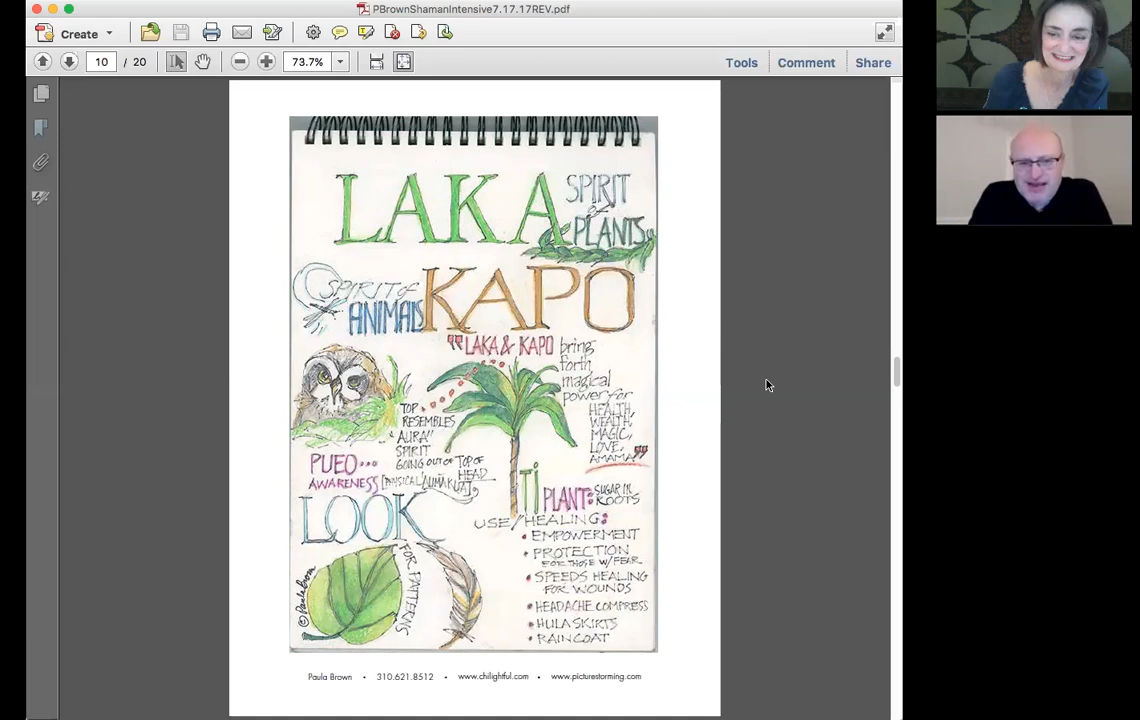 PBrownShamanIntensive7.17.17REV.pdf
Create
10 / 20
73.7%
Tools
Comment
Share
LAKA SPIRIT of PLANTS
SPIRIT of ANIMALS KAPO
"LAKA & KAPO bring
forth
magical
power for
HEALTH,
WEALTH,
MAGIC,
LOVE,
AMAMA"
TOP
RESEMBLES
"AURA"
SPIRIT
GOING OUT OF TOP OF
HEAD
PUEO...
AWARENESS [PHYSICAL 'AUMAKUA]
LOOK
FOR PATTERNS
©Paula Brown
Ti PLANT: SUGAR IN
ROOTS
USE/HEALING:
• EMPOWERMENT
• PROTECTION
FOR THOSE W/FEAR
• SPEEDS HEALING
FOR WOUNDS
• HEADACHE COMPRESS
• HULA SKIRTS
• RAINCOAT
Paula Brown • 310.621.8512 • www.chilightful.com • www.picturestorming.com